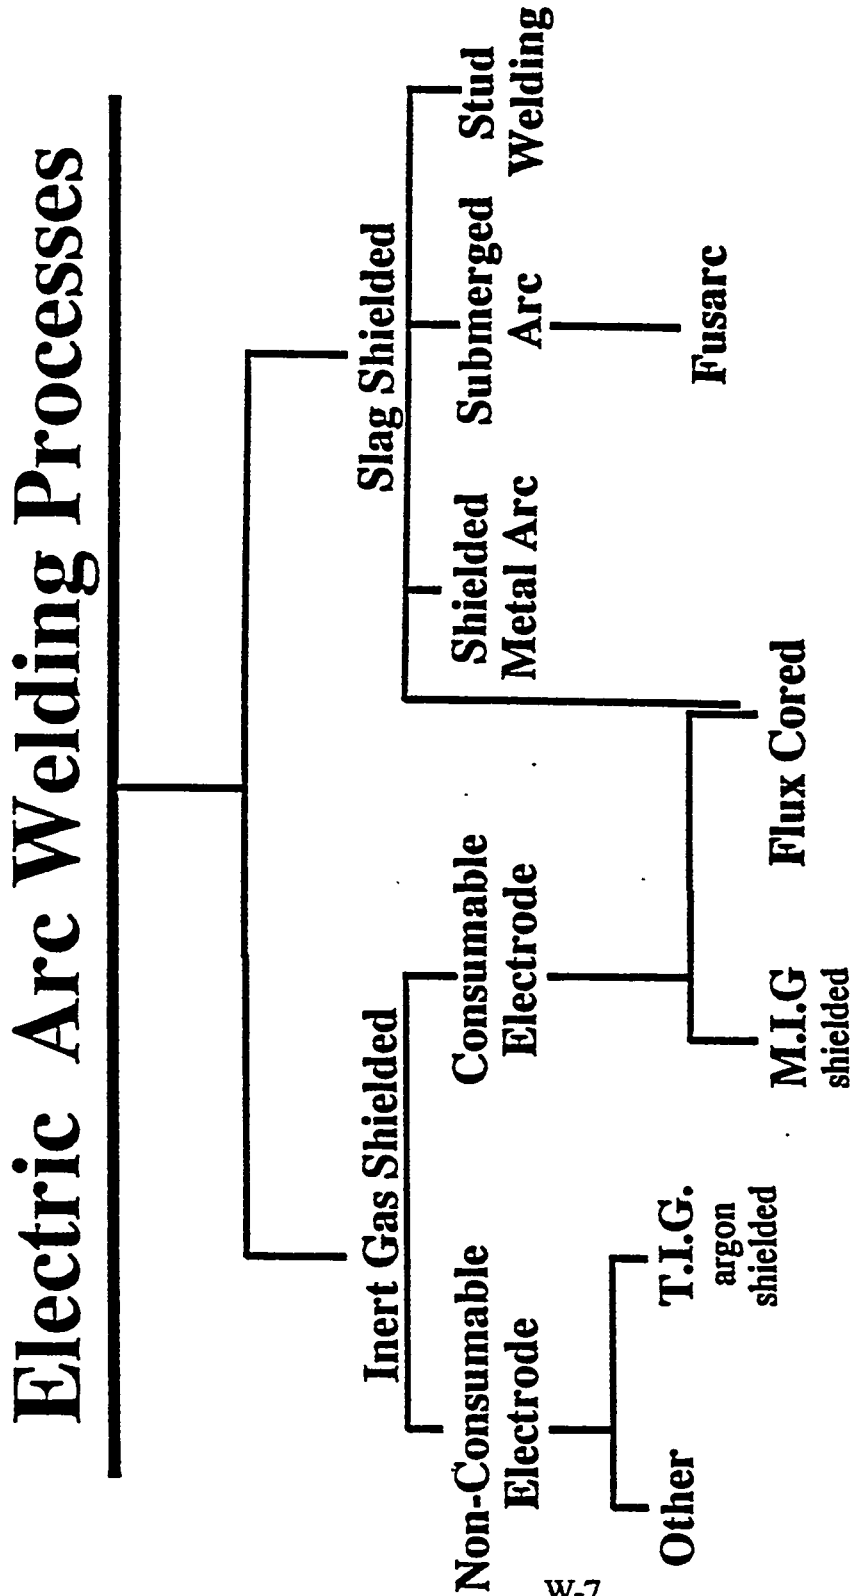 Electric Arc Welding Processes
Inert Gas Shielded
Slag Shielded
Non-Consumable
Electrode
Consumable
Electrode
Shielded
Metal Arc
Submerged
Arc
Stud
Welding
Other
T.I.G.
argon
shielded
M.I.G
shielded
Flux Cored
Fusarc
W-7